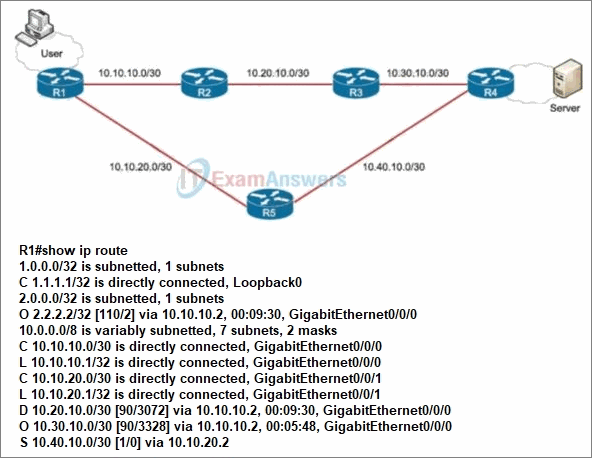 User
10.10.10.0/30
10.20.10.0/30
10.30.10.0/30
R1
R2
R3
R4
Server
10.10.20.0/30
10.40.10.0/30
ITExamAnswers
R5
R1#show ip route
1.0.0.0/32 is subnetted, 1 subnets
C 1.1.1.1/32 is directly connected, Loopback0
2.0.0.0/32 is subnetted, 1 subnets
O 2.2.2.2/32 [110/2] via 10.10.10.2, 00:09:30, GigabitEthernet0/0/0
10.0.0.0/8 is variably subnetted, 7 subnets, 2 masks
C 10.10.10.0/30 is directly connected, GigabitEthernet0/0/0
L 10.10.10.1/32 is directly connected, GigabitEthernet0/0/0
C 10.10.20.0/30 is directly connected, GigabitEthernet0/0/1
L 10.10.20.1/32 is directly connected, GigabitEthernet0/0/1
D 10.20.10.0/30 [90/3072] via 10.10.10.2, 00:09:30, GigabitEthernet0/0/0
O 10.30.10.0/30 [90/3328] via 10.10.10.2, 00:05:48, GigabitEthernet0/0/0
S 10.40.10.0/30 [1/0] via 10.10.20.2